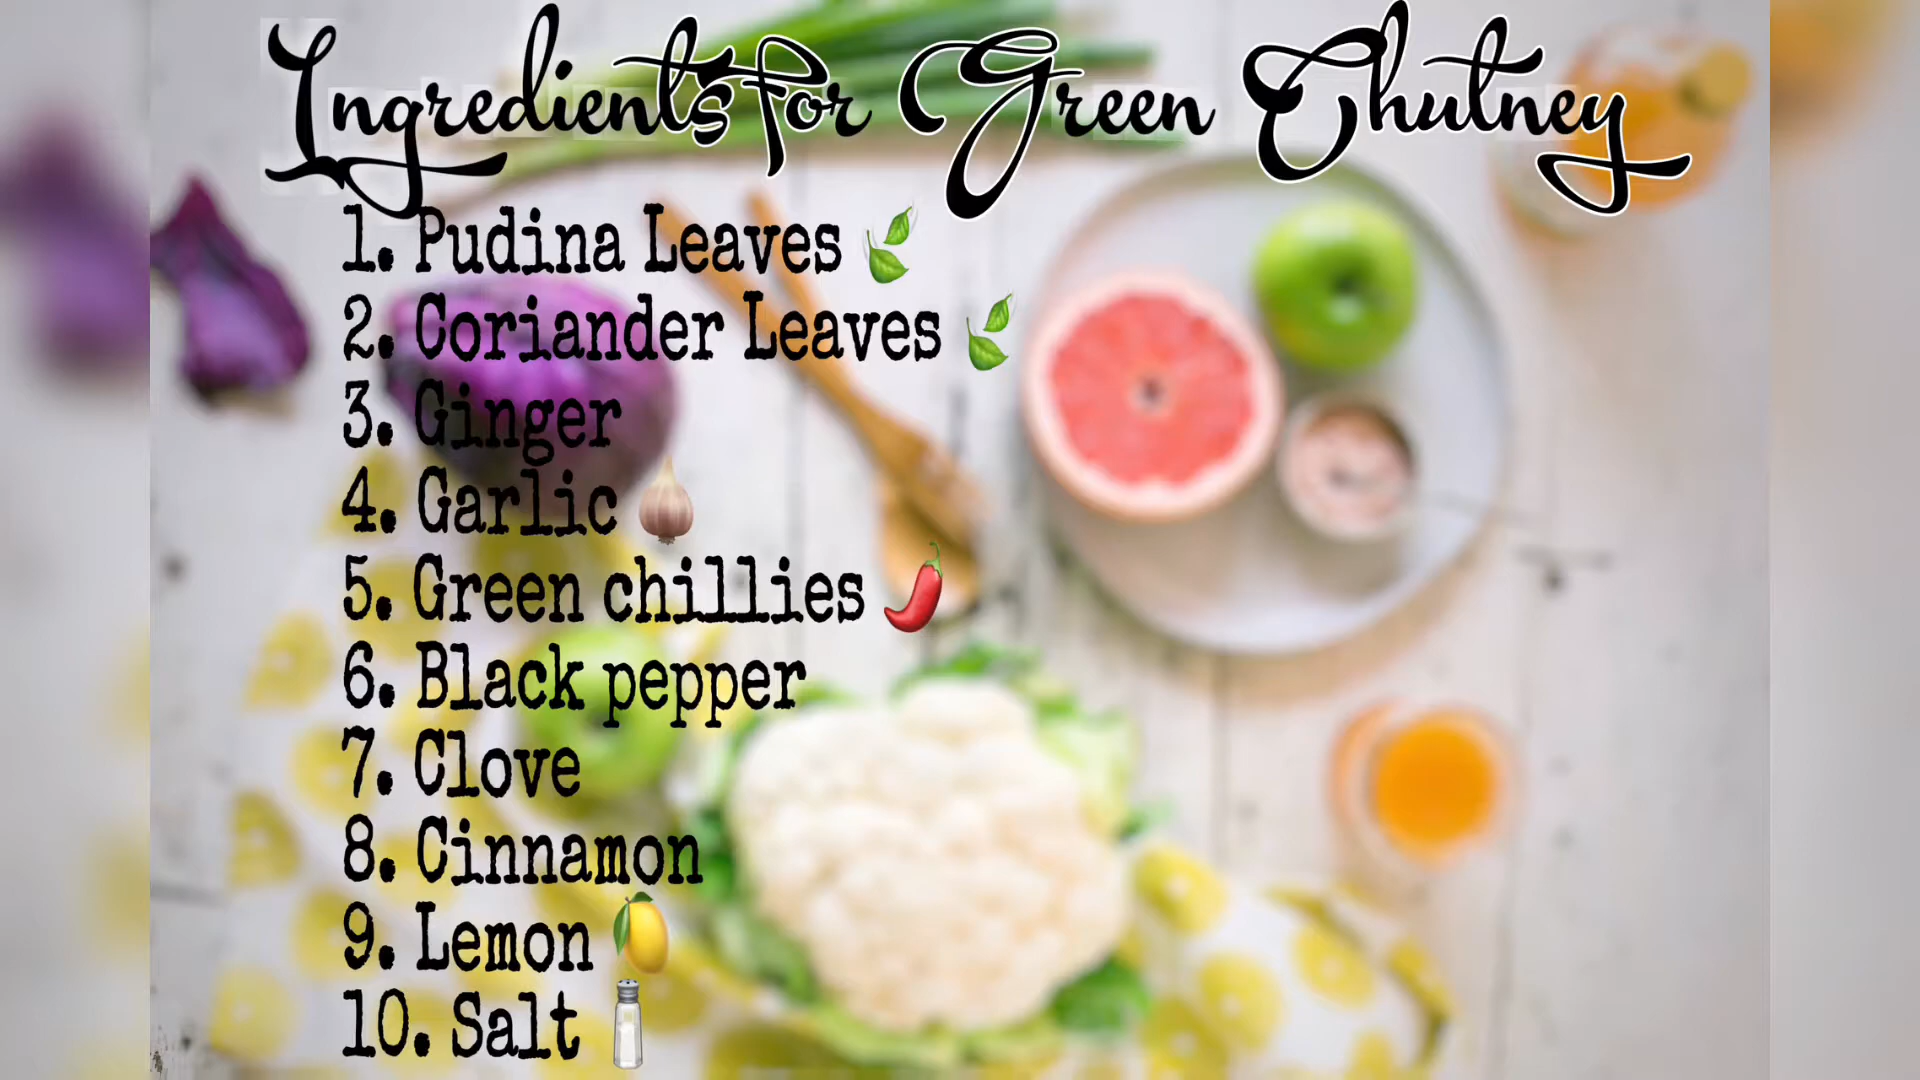 Ingredients for Green Chutney
1. Pudina Leaves 🌿
2. Coriander Leaves 🌿
3. Ginger
4. Garlic 🧄
5. Green chillies 🌶️
6. Black pepper
7. Clove
8. Cinnamon
9. Lemon 🍋
10. Salt 🧂